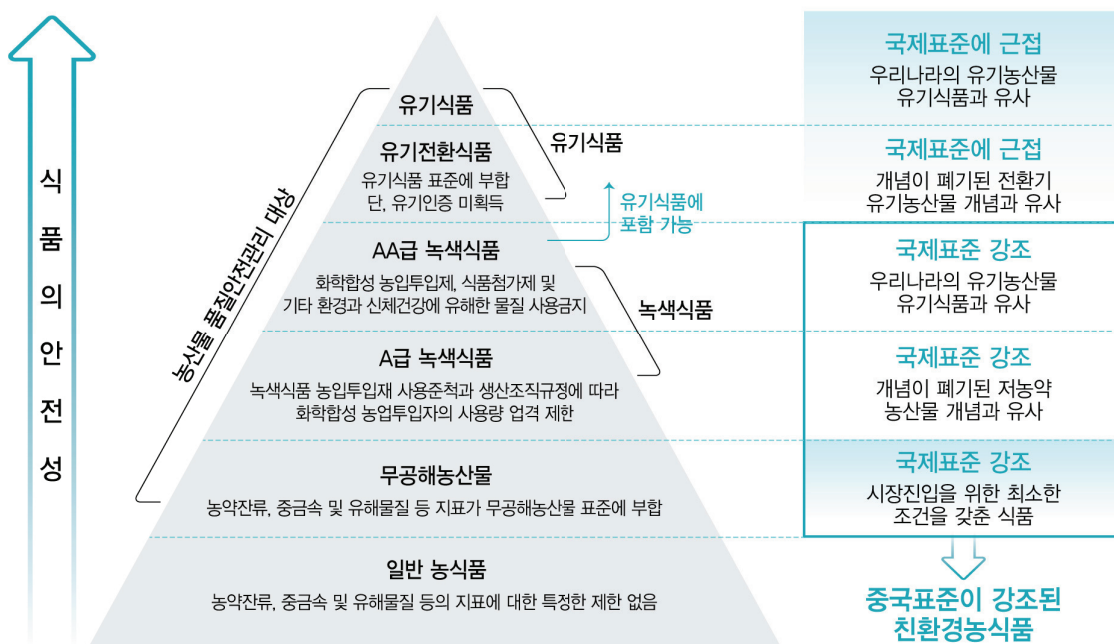 식품의안전성
농산물 품질안전관리 대상
유기식품
유기전환식품
유기식품 표준에 부합
단, 유기인증 미획득
유기식품
유기식품에
포함 가능
AA급 녹색식품
화학합성 농입투입제, 식품첨가제 및
기타 환경과 신체건강에 유해한 물질 사용금지
녹색식품
A급 녹색식품
녹색식품 농입투입재 사용준척과 생산조직규정에 따라
화학합성 농업투입자의 사용량 업격 제한
무공해농산물
농약잔류, 중금속 및 유해물질 등 지표가 무공해농산물 표준에 부합
일반 농식품
농약잔류, 중금속 및 유해물질 등의 지표에 대한 특정한 제한 없음
국제표준에 근접
우리나라의 유기농산물
유기식품과 유사
국제표준에 근접
개념이 폐기된 전환기
유기농산물 개념과 유사
국제표준 강조
우리나라의 유기농산물
유기식품과 유사
국제표준 강조
개념이 폐기된 저농약
농산물 개념과 유사
국제표준 강조
시장진입을 위한 최소한
조건을 갖춘 식품
중국표준이 강조된
친환경농식품